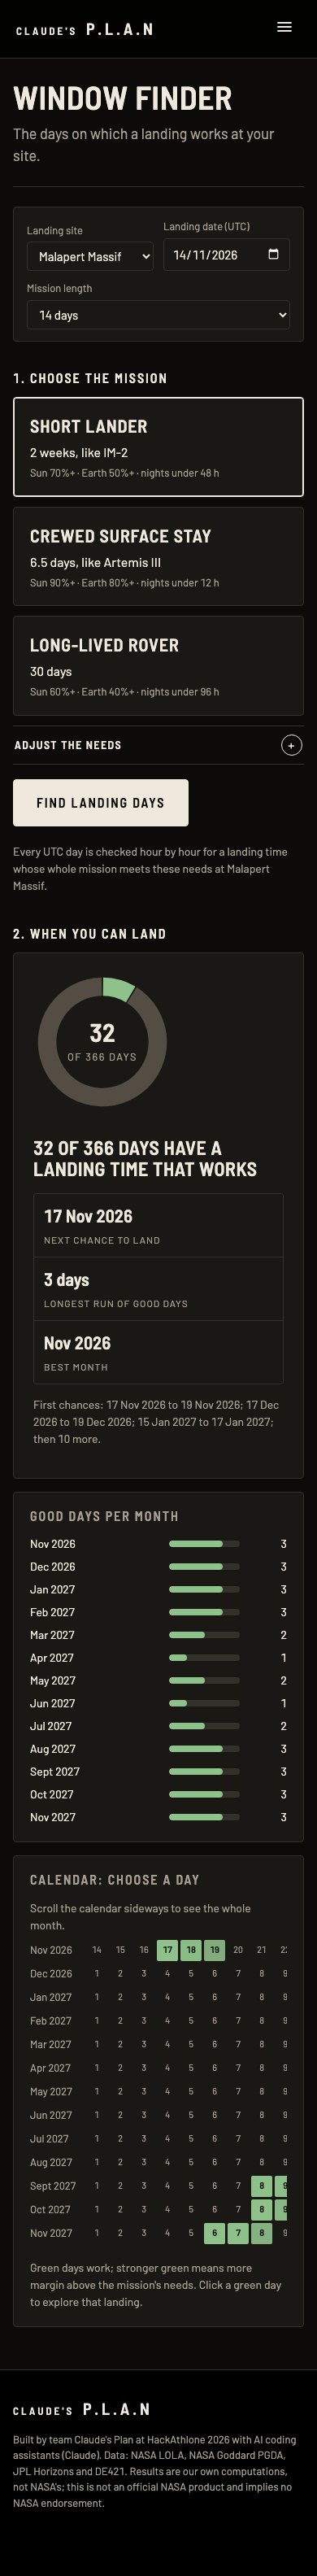 CLAUDE'S P.L.A.N
WINDOW FINDER
The days on which a landing works at your
site.
Landing site
Landing date (UTC)
Malapert Massif
14/11/2026
Mission length
14 days
1. CHOOSE THE MISSION
SHORT LANDER
2 weeks, like IM-2
Sun 70%+ · Earth 50%+ · nights under 48 h
CREWED SURFACE STAY
6.5 days, like Artemis III
Sun 90%+ · Earth 80%+ · nights under 12 h
LONG-LIVED ROVER
30 days
Sun 60%+ · Earth 40%+ · nights under 96 h
ADJUST THE NEEDS
+
FIND LANDING DAYS
Every UTC day is checked hour by hour for a landing time
whose whole mission meets these needs at Malapert
Massif.
2. WHEN YOU CAN LAND
32
OF 366 DAYS
32 OF 366 DAYS HAVE A
LANDING TIME THAT WORKS
17 Nov 2026
NEXT CHANCE TO LAND
3 days
LONGEST RUN OF GOOD DAYS
Nov 2026
BEST MONTH
First chances: 17 Nov 2026 to 19 Nov 2026; 17 Dec
2026 to 19 Dec 2026; 15 Jan 2027 to 17 Jan 2027;
then 10 more.
GOOD DAYS PER MONTH
Nov 2026 3
Dec 2026 3
Jan 2027 3
Feb 2027 3
Mar 2027 2
Apr 2027 1
May 2027 2
Jun 2027 1
Jul 2027 2
Aug 2027 3
Sept 2027 3
Oct 2027 3
Nov 2027 3
CALENDAR: CHOOSE A DAY
Scroll the calendar sideways to see the whole
month.
Nov 2026 14 15 16 17 18 19 20 21
Dec 2026 1 2 3 4 5 6 7 8 9
Jan 2027 1 2 3 4 5 6 7 8 9
Feb 2027 1 2 3 4 5 6 7 8 9
Mar 2027 1 2 3 4 5 6 7 8 9
Apr 2027 1 2 3 4 5 6 7 8 9
May 2027 1 2 3 4 5 6 7 8 9
Jun 2027 1 2 3 4 5 6 7 8 9
Jul 2027 1 2 3 4 5 6 7 8 9
Aug 2027 1 2 3 4 5 6 7 8 9
Sept 2027 1 2 3 4 5 6 7 8 9
Oct 2027 1 2 3 4 5 6 7 8 9
Nov 2027 1 2 3 4 5 6 7 8 9
Green days work; stronger green means more
margin above the mission's needs. Click a green day
to explore that landing.
CLAUDE'S P.L.A.N
Built by team Claude's Plan at HackAthlone 2026 with AI coding
assistants (Claude). Data: NASA LOLA, NASA Goddard PGDA,
JPL Horizons and DE421. Results are our own computations,
not NASA's; this is not an official NASA product and implies no
NASA endorsement.